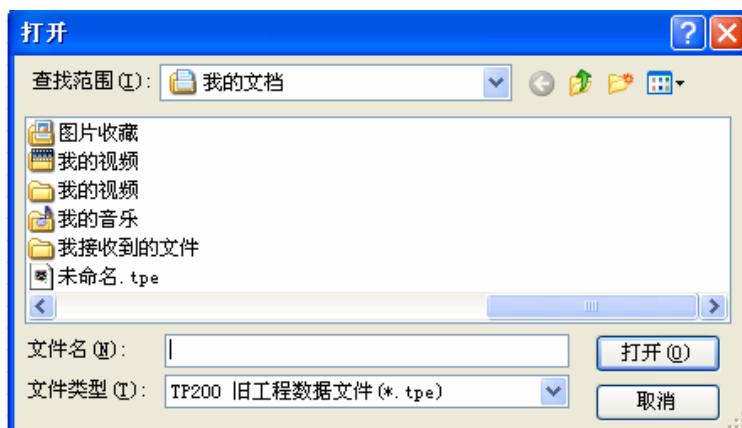 打开
查找范围(I): 我的文档
图片收藏
我的视频
我的视频
我的音乐
我接收到的文件
未命名.tpe
文件名(N): 打开(O)
文件类型(T): TP200 旧工程数据文件(*.tpe) 取消